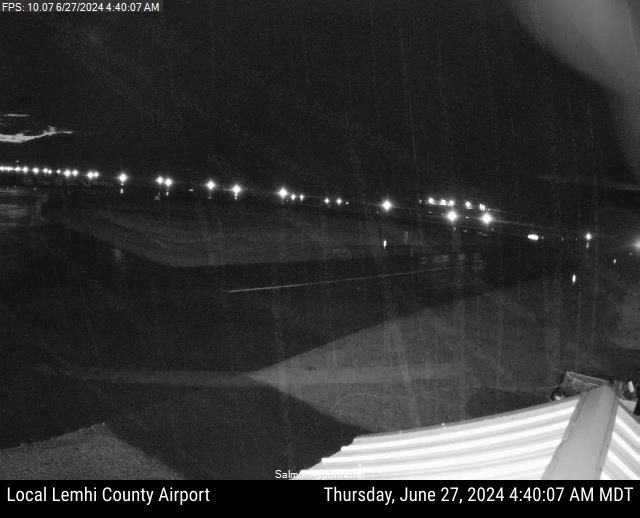 FPS: 10.07 6/27/2024 4:40:07 AM
Local Lemhi County Airport
Thursday, June 27, 2024 4:40:07 AM MDT